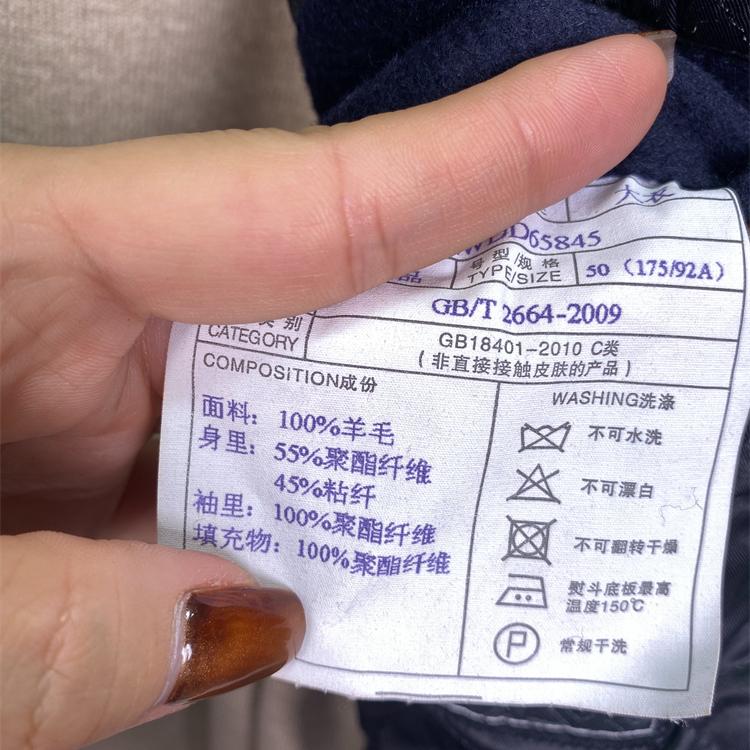 大衣
WDD65845
品
号型/规格
TYPE/SIZE
50（175/92A）
GB/T 2664-2009
类别
CATEGORY
GB18401-2010 C类
（非直接接触皮肤的产品）
COMPOSITION成份
面料：100%羊毛
身里：55%聚酯纤维
45%粘纤
袖里：100%聚酯纤维
填充物：100%聚酯纤维
WASHING洗涤
不可水洗
不可漂白
不可翻转干燥
熨斗底板最高
温度150℃
P
常规干洗